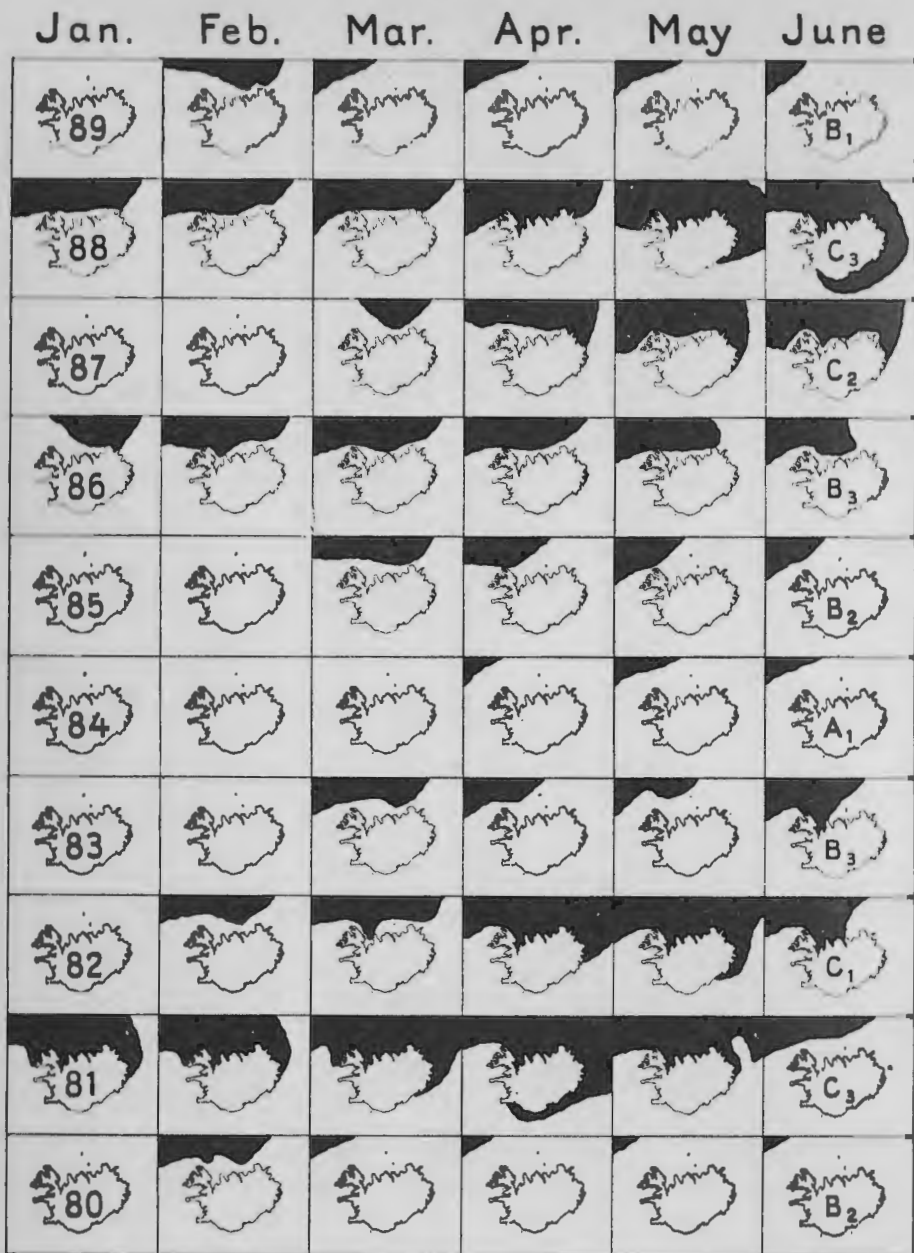 Jan. Feb. Mar. Apr. May June
89 B₁
88 C₃
87 C₂
86 B₃
85 B₂
84 A₁
83 B₃
82 C₁
81 C₃
80 B₂